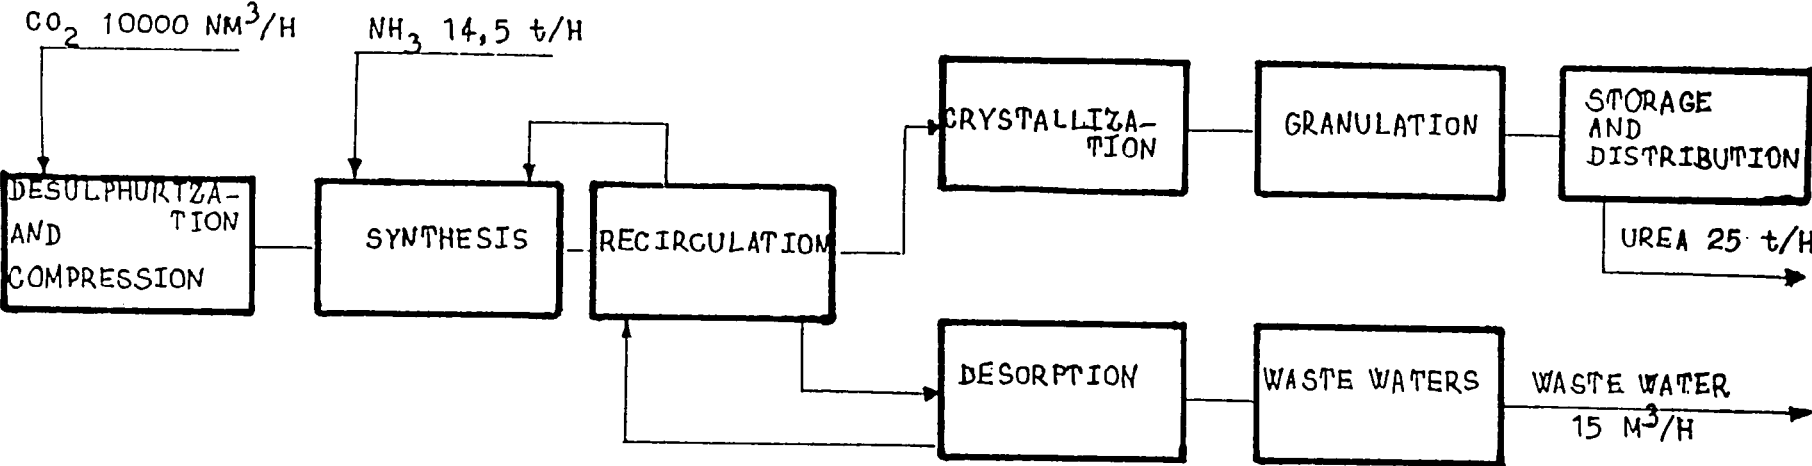 CO₂ 10000 NM³/H
NH₃ 14,5 t/H
DESULPHURIZA-
TION
AND
COMPRESSION
SYNTHESIS
RECIRCULATION
CRYSTALLIZA-
TION
GRANULATION
STORAGE
AND
DISTRIBUTION
UREA 25 t/H
DESORPTION
WASTE WATERS
WASTE WATER
15 M³/H